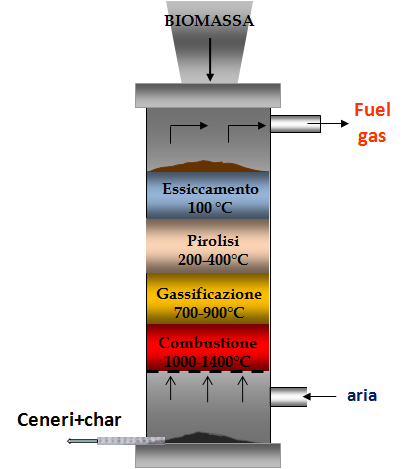 BIOMASSA
Fuel
gas
Essiccamento
100 °C
Pirolisi
200-400°C
Gassificazione
700-900°C
Combustione
1000-1400°C
aria
Ceneri+char